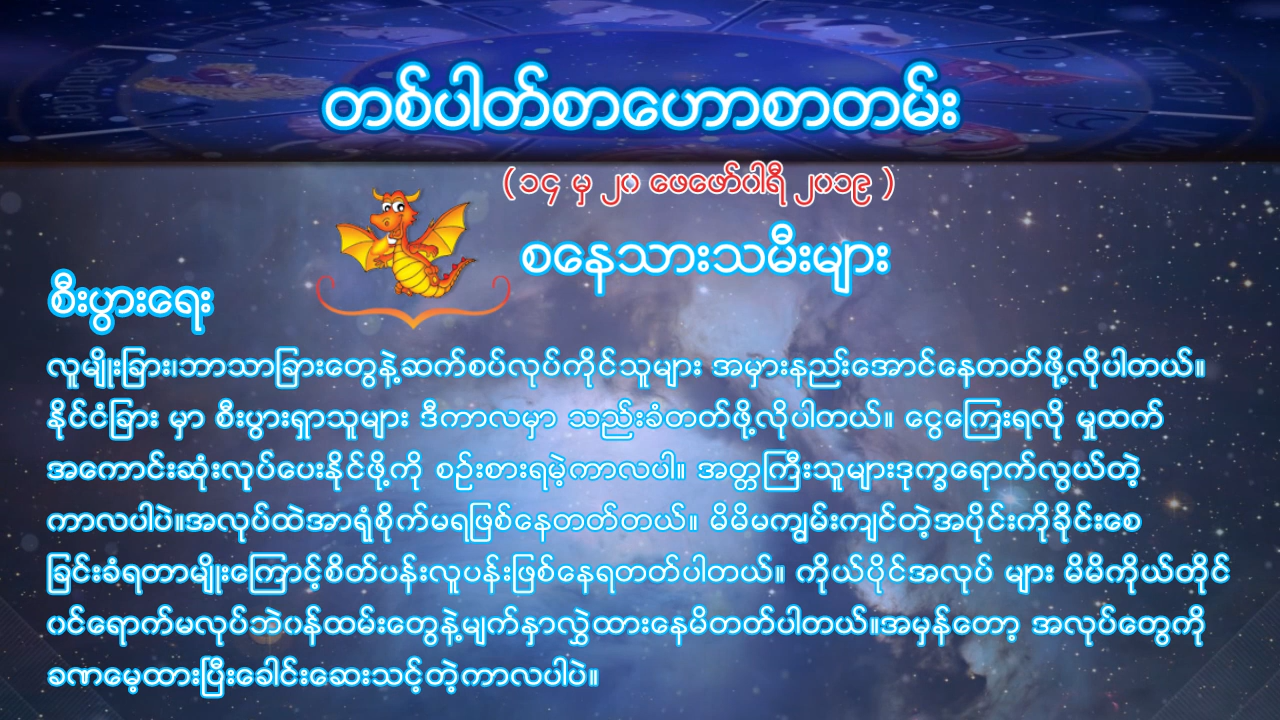 တစ်ပါတ်စာဟောစာတမ်း
( ၁၄ မှ ၂၀ ဖေဖော်ဝါရီ ၂၀၁၉ )
စနေသားသမီးများ
စီးပွားရေး
လူမျိုးခြား၊ဘာသာခြားတွေနဲ့ဆက်စပ်လုပ်ကိုင်သူများ အမှားနည်းအောင်နေတတ်ဖို့လိုပါတယ်။
နိုင်ငံခြား မှာ စီးပွားရှာသူများ ဒီကာလမှာ သည်းခံတတ်ဖို့လိုပါတယ်။ ငွေကြေးရလို မှုထက်
အကောင်းဆုံးလုပ်ပေးနိုင်ဖို့ကို စဉ်းစားရမဲ့ကာလပါ။ အတ္တကြီးသူများဒုက္ခရောက်လွယ်တဲ့
ကာလပါပဲ။အလုပ်ထဲအာရုံစိုက်မရဖြစ်နေတတ်တယ်။ မိမိမကျွမ်းကျင်တဲ့အပိုင်းကိုခိုင်းစေ
ခြင်းခံရတာမျိုးကြောင့်စိတ်ပန်းလူပန်းဖြစ်နေရတတ်ပါတယ်။ ကိုယ်ပိုင်အလုပ် များ မိမိကိုယ်တိုင်
ဝင်ရောက်မလုပ်ဘဲဝန်ထမ်းတွေနဲ့မျက်နှာလွှဲထားနေမိတတ်ပါတယ်။အမှန်တော့ အလုပ်တွေကို
ခဏမေ့ထားပြီးခေါင်းဆေးသင့်တဲ့ကာလပါပဲ။